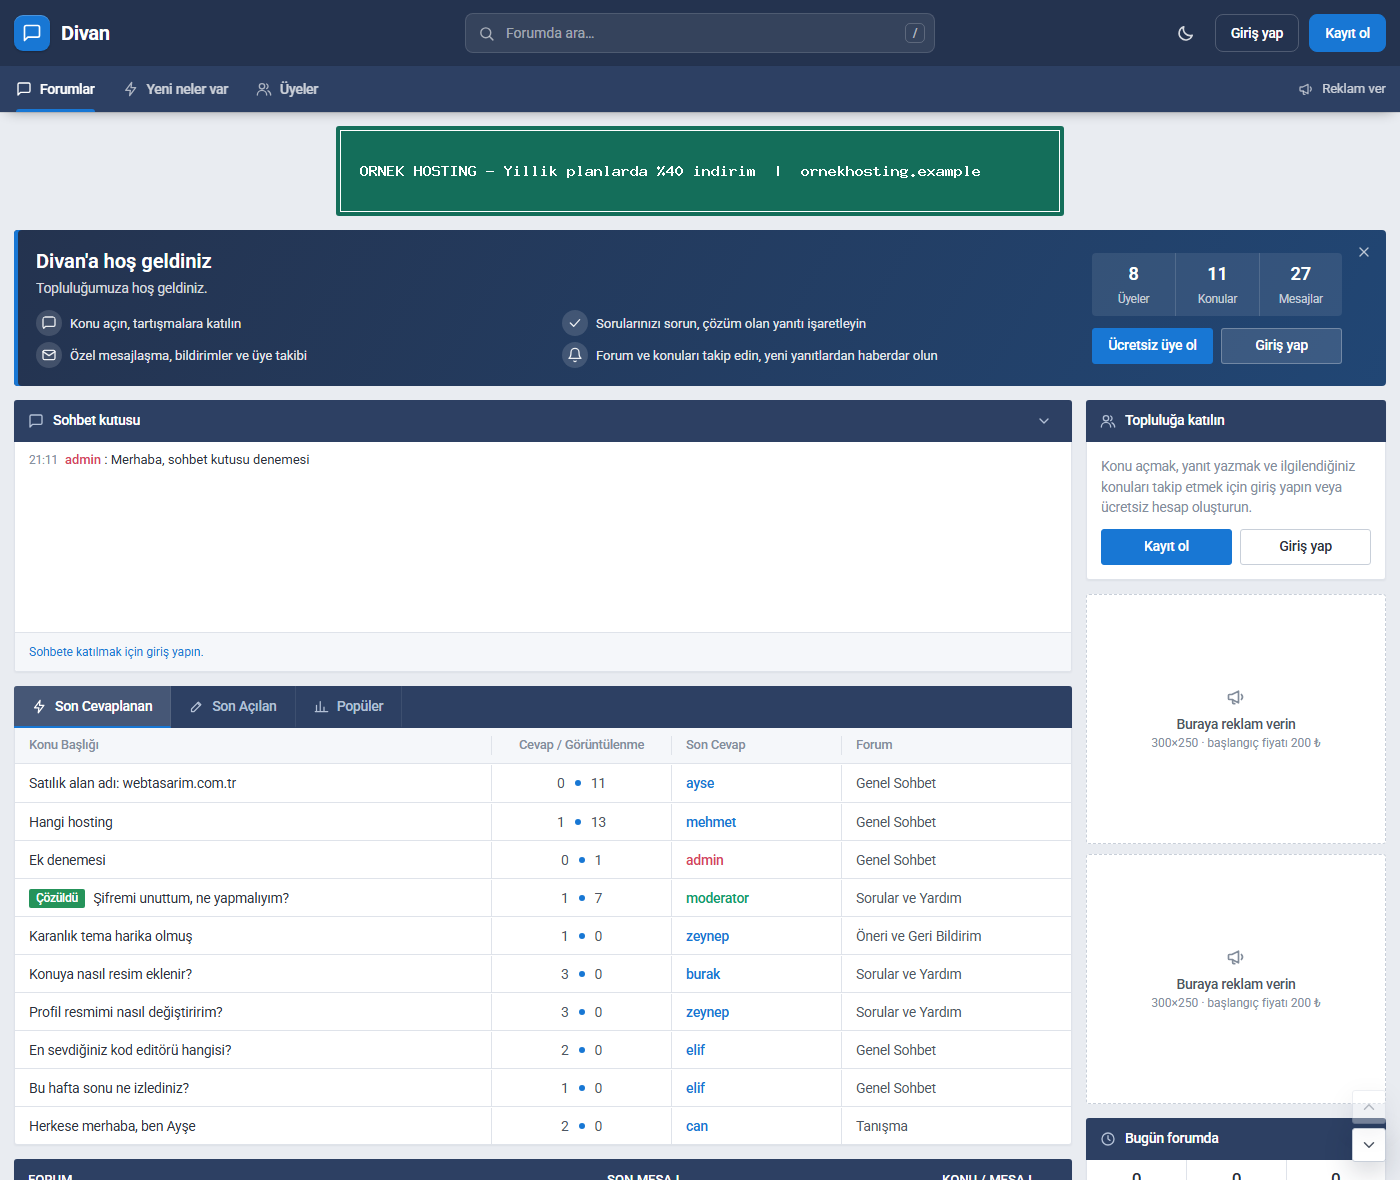 Divan
Forumda ara...
/
Giriş yap
Kayıt ol
Forumlar
Yeni neler var
Üyeler
Reklam ver
ORNEK HOSTING - Yillik planlarda %40 indirim | ornekhosting.example
Divan'a hoş geldiniz
Topluluğumuza hoş geldiniz.
Konu açın, tartışmalara katılın
Sorularınızı sorun, çözüm olan yanıtı işaretleyin
Özel mesajlaşma, bildirimler ve üye takibi
Forum ve konuları takip edin, yeni yanıtlardan haberdar olun
8 11 27
Üyeler Konular Mesajlar
Ücretsiz üye ol
Giriş yap
Sohbet kutusu
21:11 admin : Merhaba, sohbet kutusu denemesi
Sohbete katılmak için giriş yapın.
Topluluğa katılın
Konu açmak, yanıt yazmak ve ilgilendiğiniz
konuları takip etmek için giriş yapın veya
ücretsiz hesap oluşturun.
Kayıt ol
Giriş yap
Son Cevaplanan
Son Açılan
Popüler
Konu Başlığı Cevap / Görüntülenme Son Cevap Forum
Satılık alan adı: webtasarim.com.tr 0 • 11 ayse Genel Sohbet
Hangi hosting 1 • 13 mehmet Genel Sohbet
Ek denemesi 0 • 1 admin Genel Sohbet
Çözüldü Şifremi unuttum, ne yapmalıyım? 1 • 7 moderator Sorular ve Yardım
Karanlık tema harika olmuş 1 • 0 zeynep Öneri ve Geri Bildirim
Konuya nasıl resim eklenir? 3 • 0 burak Sorular ve Yardım
Profil resmimi nasıl değiştiririm? 3 • 0 zeynep Sorular ve Yardım
En sevdiğiniz kod editörü hangisi? 2 • 0 elif Genel Sohbet
Bu hafta sonu ne izlediniz? 1 • 0 elif Genel Sohbet
Herkese merhaba, ben Ayşe 2 • 0 can Tanışma
Buraya reklam verin
300×250 · başlangıç fiyatı 200 ₺
Buraya reklam verin
300×250 · başlangıç fiyatı 200 ₺
Bugün forumda
0 0 0
FORUM SON MESAJ KONU / MESAJ